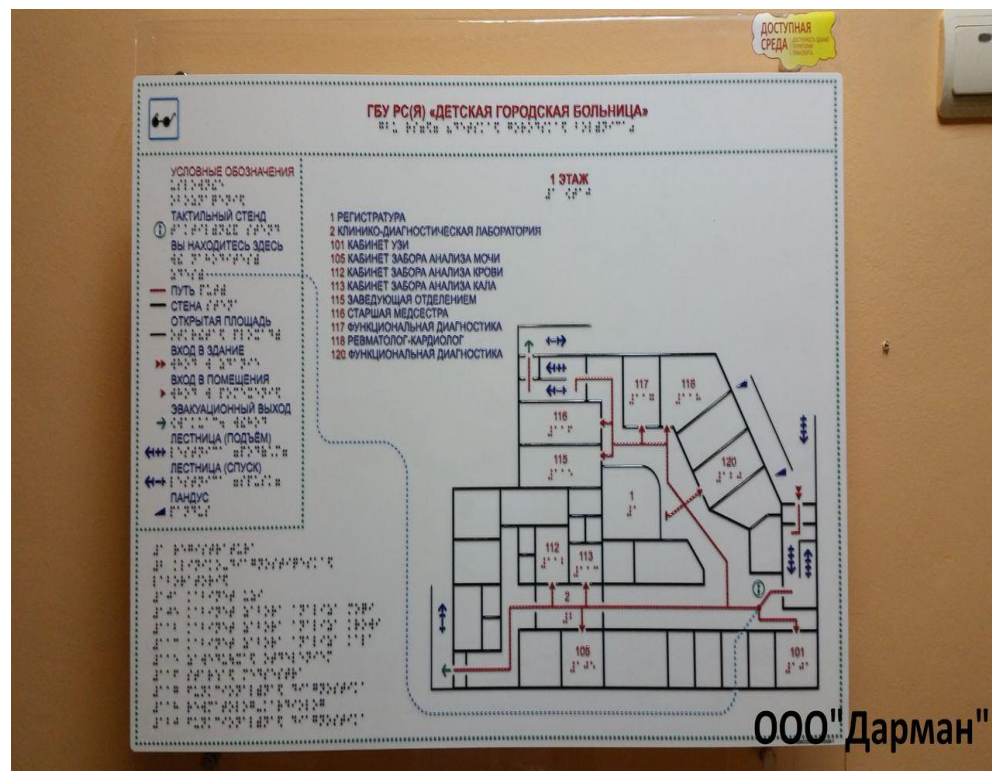 ДОСТУПНАЯ
СРЕДА
ГБУ РС(Я) «ДЕТСКАЯ ГОРОДСКАЯ БОЛЬНИЦА»
УСЛОВНЫЕ ОБОЗНАЧЕНИЯ
ТАКТИЛЬНЫЙ СТЕНД
ВЫ НАХОДИТЕСЬ ЗДЕСЬ
ПУТЬ
СТЕНА
ОТКРЫТАЯ ПЛОЩАДЬ
ВХОД В ЗДАНИЕ
ВХОД В ПОМЕЩЕНИЯ
ЭВАКУАЦИОННЫЙ ВЫХОД
ЛЕСТНИЦА (ПОДЪЁМ)
ЛЕСТНИЦА (СПУСК)
ПАНДУС
1 ЭТАЖ
1 РЕГИСТРАТУРА
2 КЛИНИКО-ДИАГНОСТИЧЕСКАЯ ЛАБОРАТОРИЯ
101 КАБИНЕТ УЗИ
105 КАБИНЕТ ЗАБОРА АНАЛИЗА МОЧИ
112 КАБИНЕТ ЗАБОРА АНАЛИЗА КРОВИ
113 КАБИНЕТ ЗАБОРА АНАЛИЗА КАЛА
115 ЗАВЕДУЮЩАЯ ОТДЕЛЕНИЕМ
116 СТАРШАЯ МЕДСЕСТРА
117 ФУНКЦИОНАЛЬНАЯ ДИАГНОСТИКА
118 РЕВМАТОЛОГ-КАРДИОЛОГ
120 ФУНКЦИОНАЛЬНАЯ ДИАГНОСТИКА
117
118
116
115
120
1
112
113
2
105
101
ООО"Дарман"